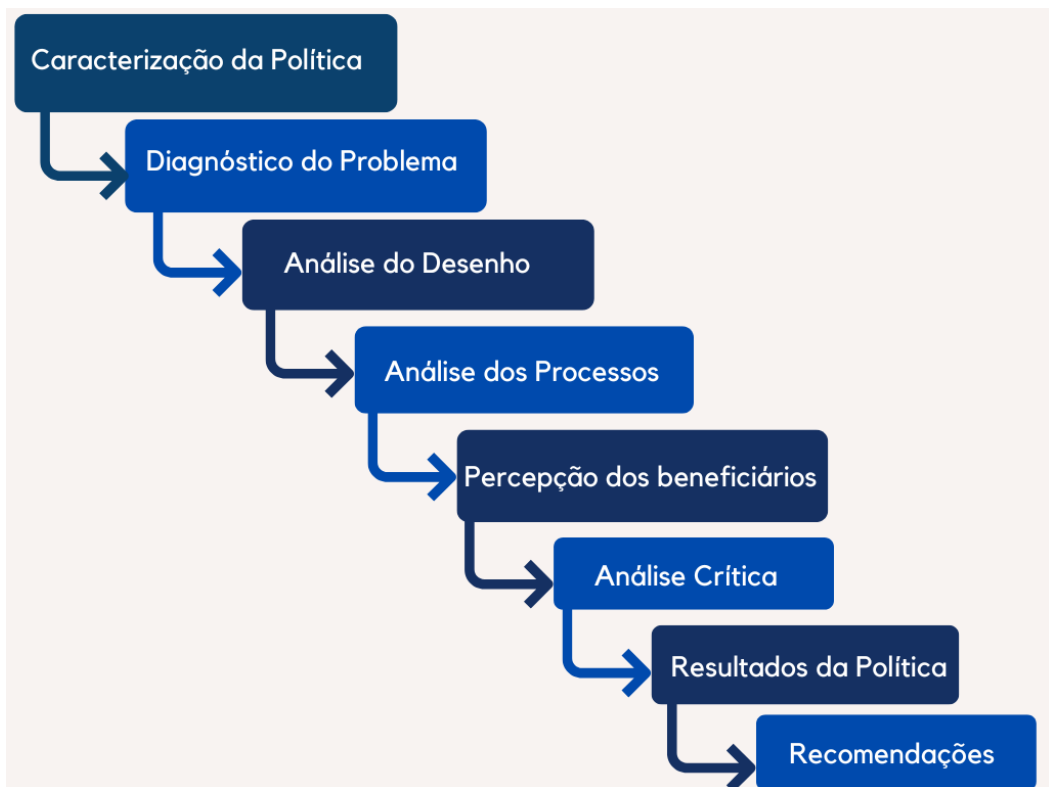 Caracterização da Política
Diagnóstico do Problema
Análise do Desenho
Análise dos Processos
Percepção dos beneficiários
Análise Crítica
Resultados da Política
Recomendações